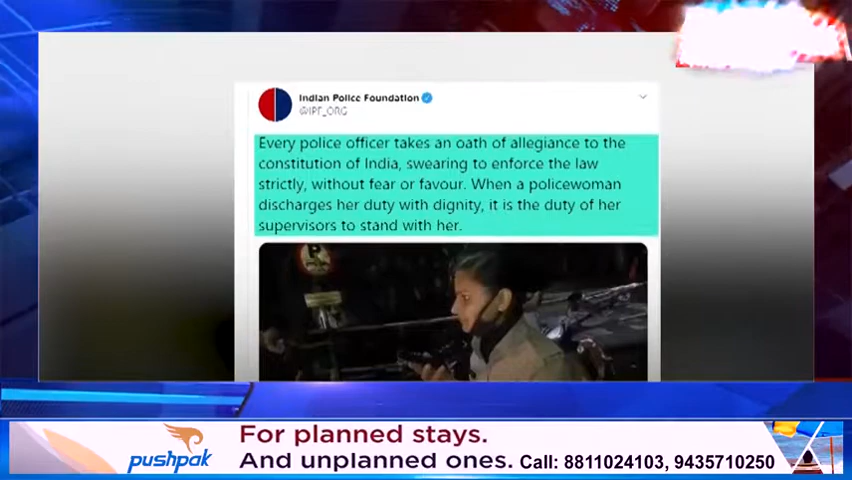 Indian Police Foundation
@IPF_ORG
Every police officer takes an oath of allegiance to the
constitution of India, swearing to enforce the law
strictly, without fear or favour. When a policewoman
discharges her duty with dignity, it is the duty of her
supervisors to stand with her.
P
pushpak
For planned stays.
And unplanned ones. Call: 8811024103, 9435710250